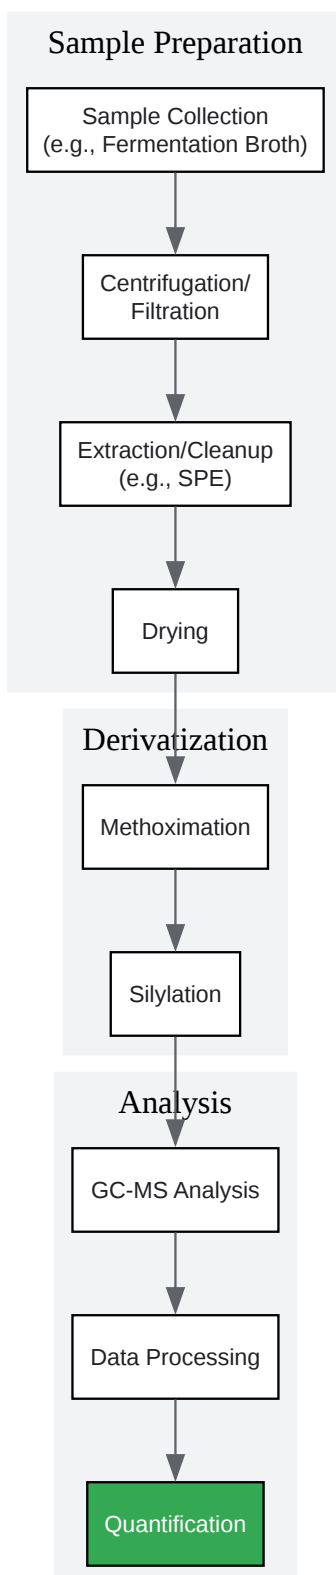 Sample Preparation
Sample Collection
(e.g., Fermentation Broth)
Centrifugation/
Filtration
Extraction/Cleanup
(e.g., SPE)
Drying
Derivatization
Methoximation
Silylation
Analysis
GC-MS Analysis
Data Processing
Quantification